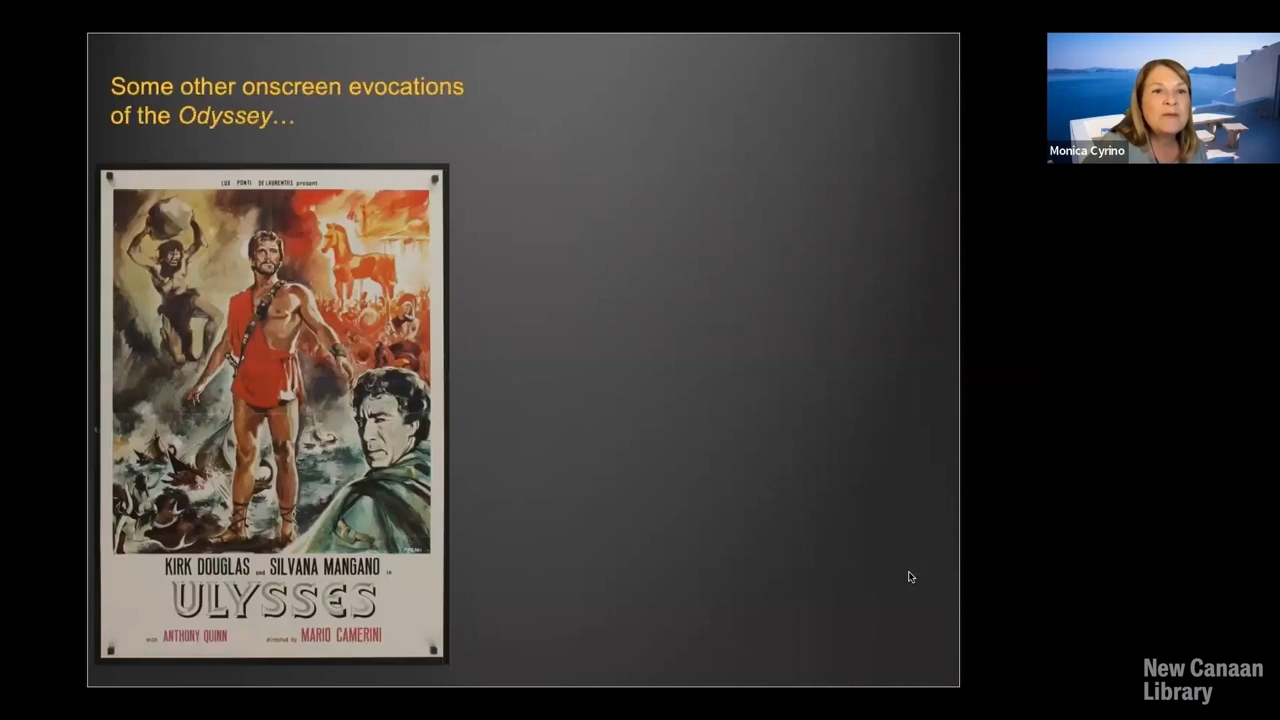 Some other onscreen evocations
of the Odyssey…
LUX PONTI DE LAURENTIIS present
KIRK DOUGLAS and SILVANA MANGANO in
ULYSSES
with ANTHONY QUINN directed by MARIO CAMERINI
Monica Cyrino
New Canaan
Library